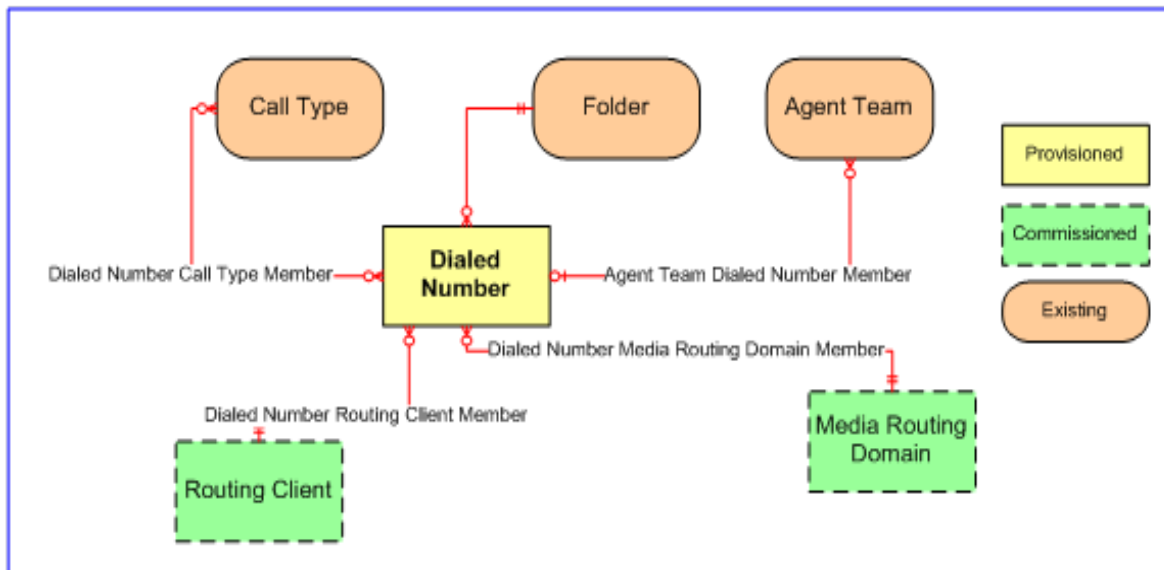 Call Type
Folder
Agent Team
Provisioned
Commissioned
Existing
Dialed
Number
Dialed Number Call Type Member
Agent Team Dialed Number Member
Dialed Number Media Routing Domain Member
Dialed Number Routing Client Member
Media Routing
Domain
Routing Client